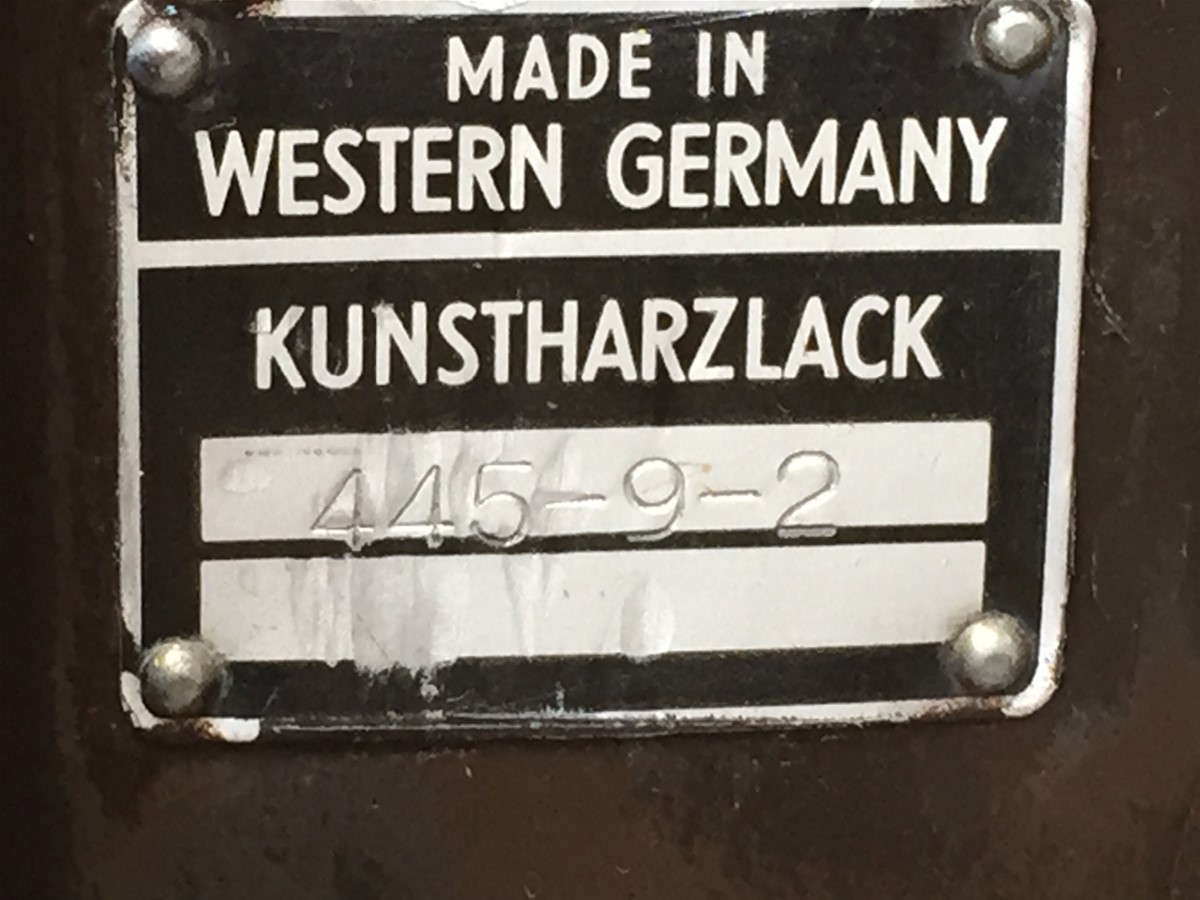 MADE IN
WESTERN GERMANY
KUNSTHARZLACK
445-9-2